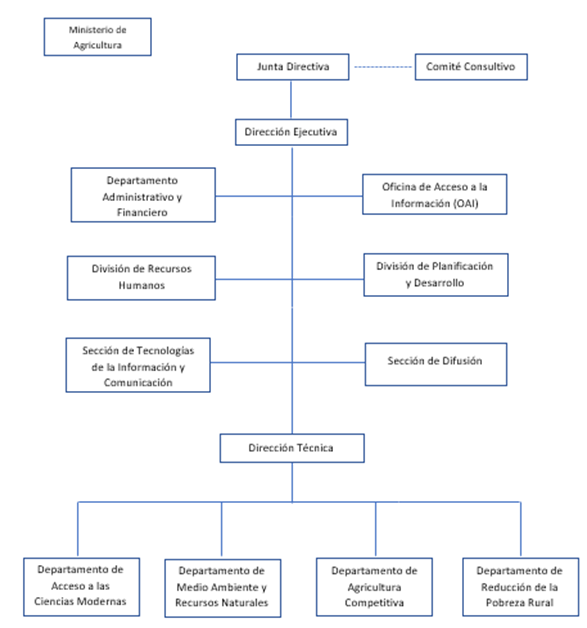 Ministerio de
Agricultura
Junta Directiva
Comité Consultivo
Dirección Ejecutiva
Departamento
Administrativo y
Financiero
Oficina de Acceso a la
Información (OAI)
División de Recursos
Humanos
División de Planificación
y Desarrollo
Sección de Tecnologías
de la Información y
Comunicación
Sección de Difusión
Dirección Técnica
Departamento de
Acceso a las
Ciencias Modernas
Departamento de
Medio Ambiente y
Recursos Naturales
Departamento de
Agricultura
Competitiva
Departamento de
Reducción de la
Pobreza Rural